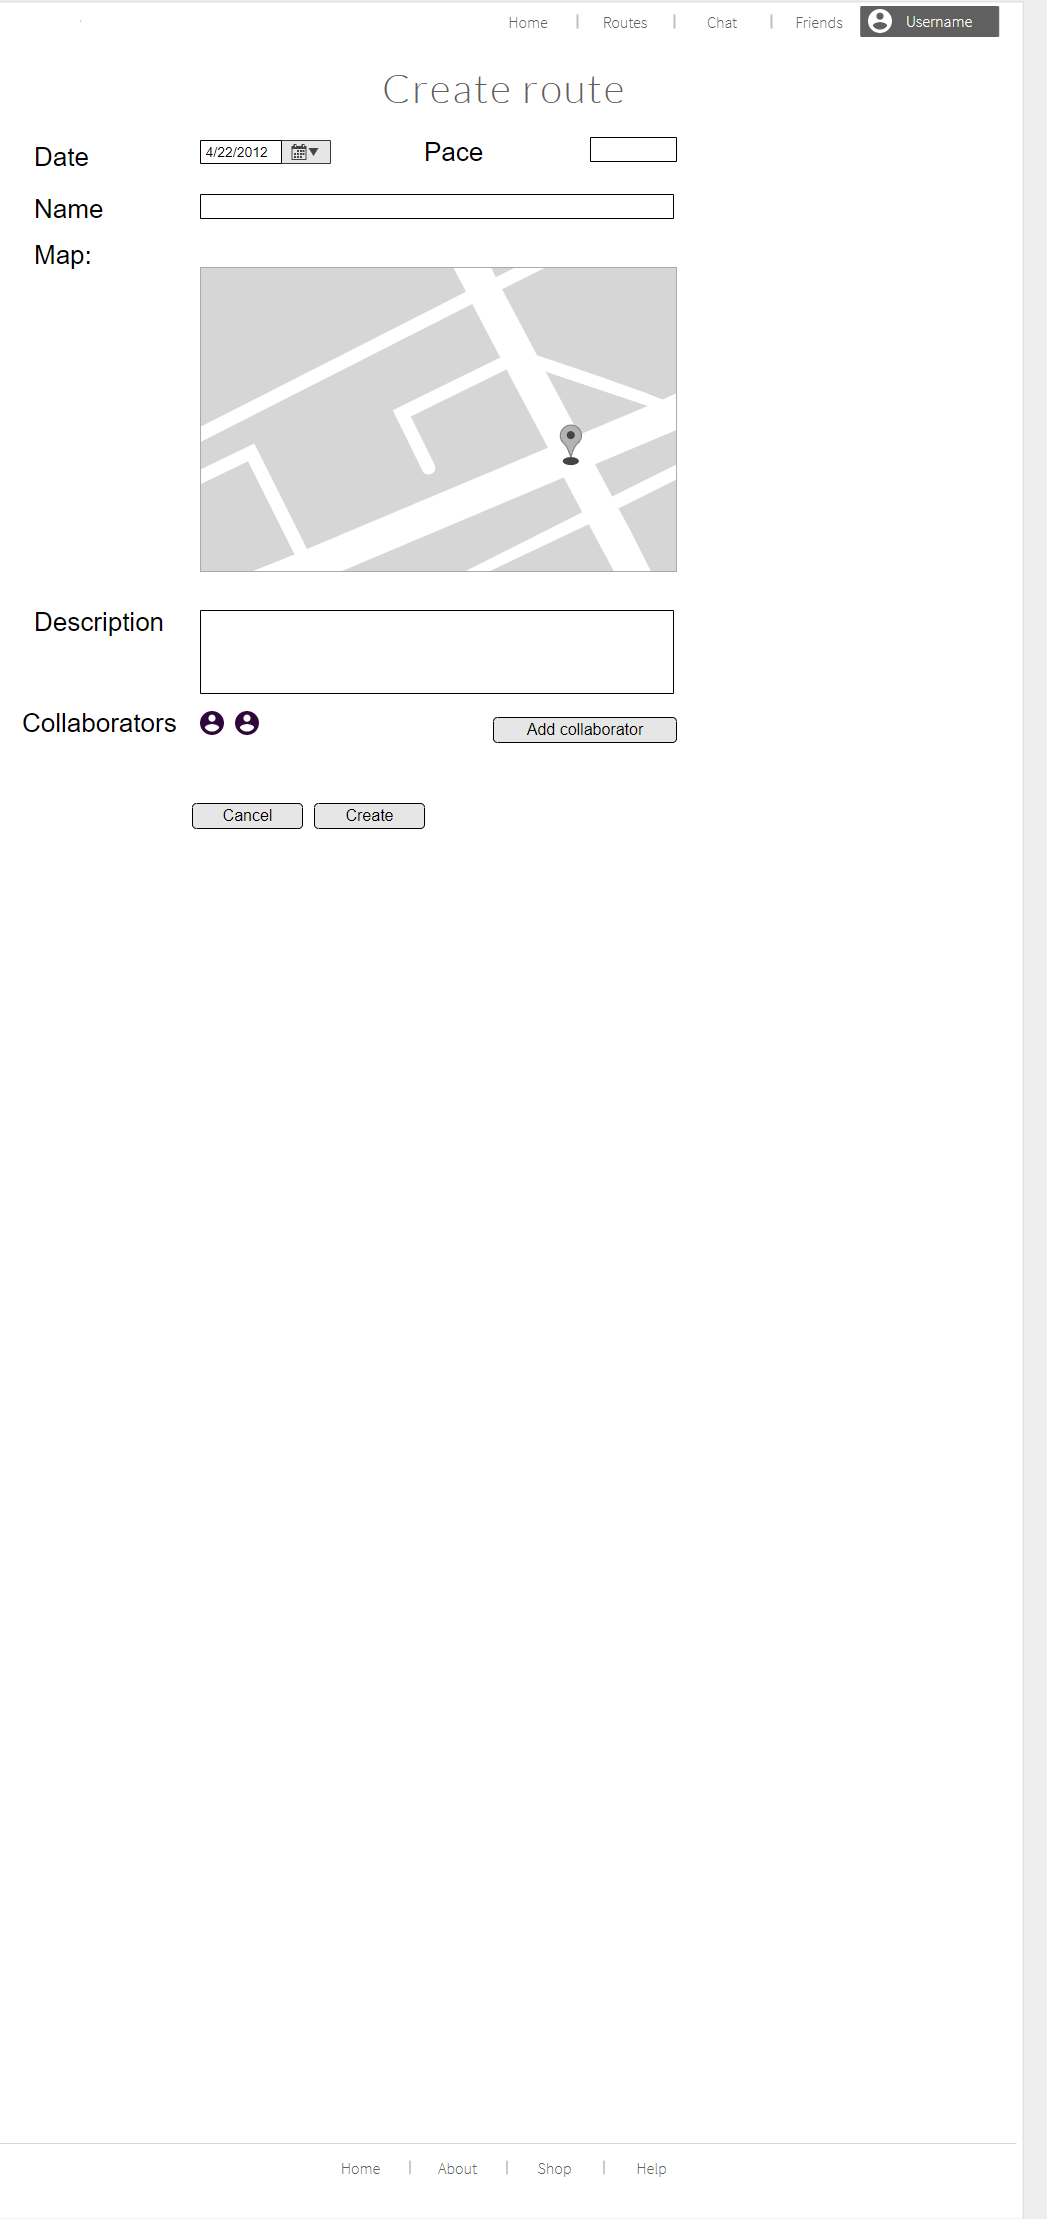 Home | Routes | Chat | Friends Username
Create route
Date 4/22/2012 Pace
Name
Map:
Description
Collaborators Add collaborator
Cancel Create
Home | About | Shop | Help